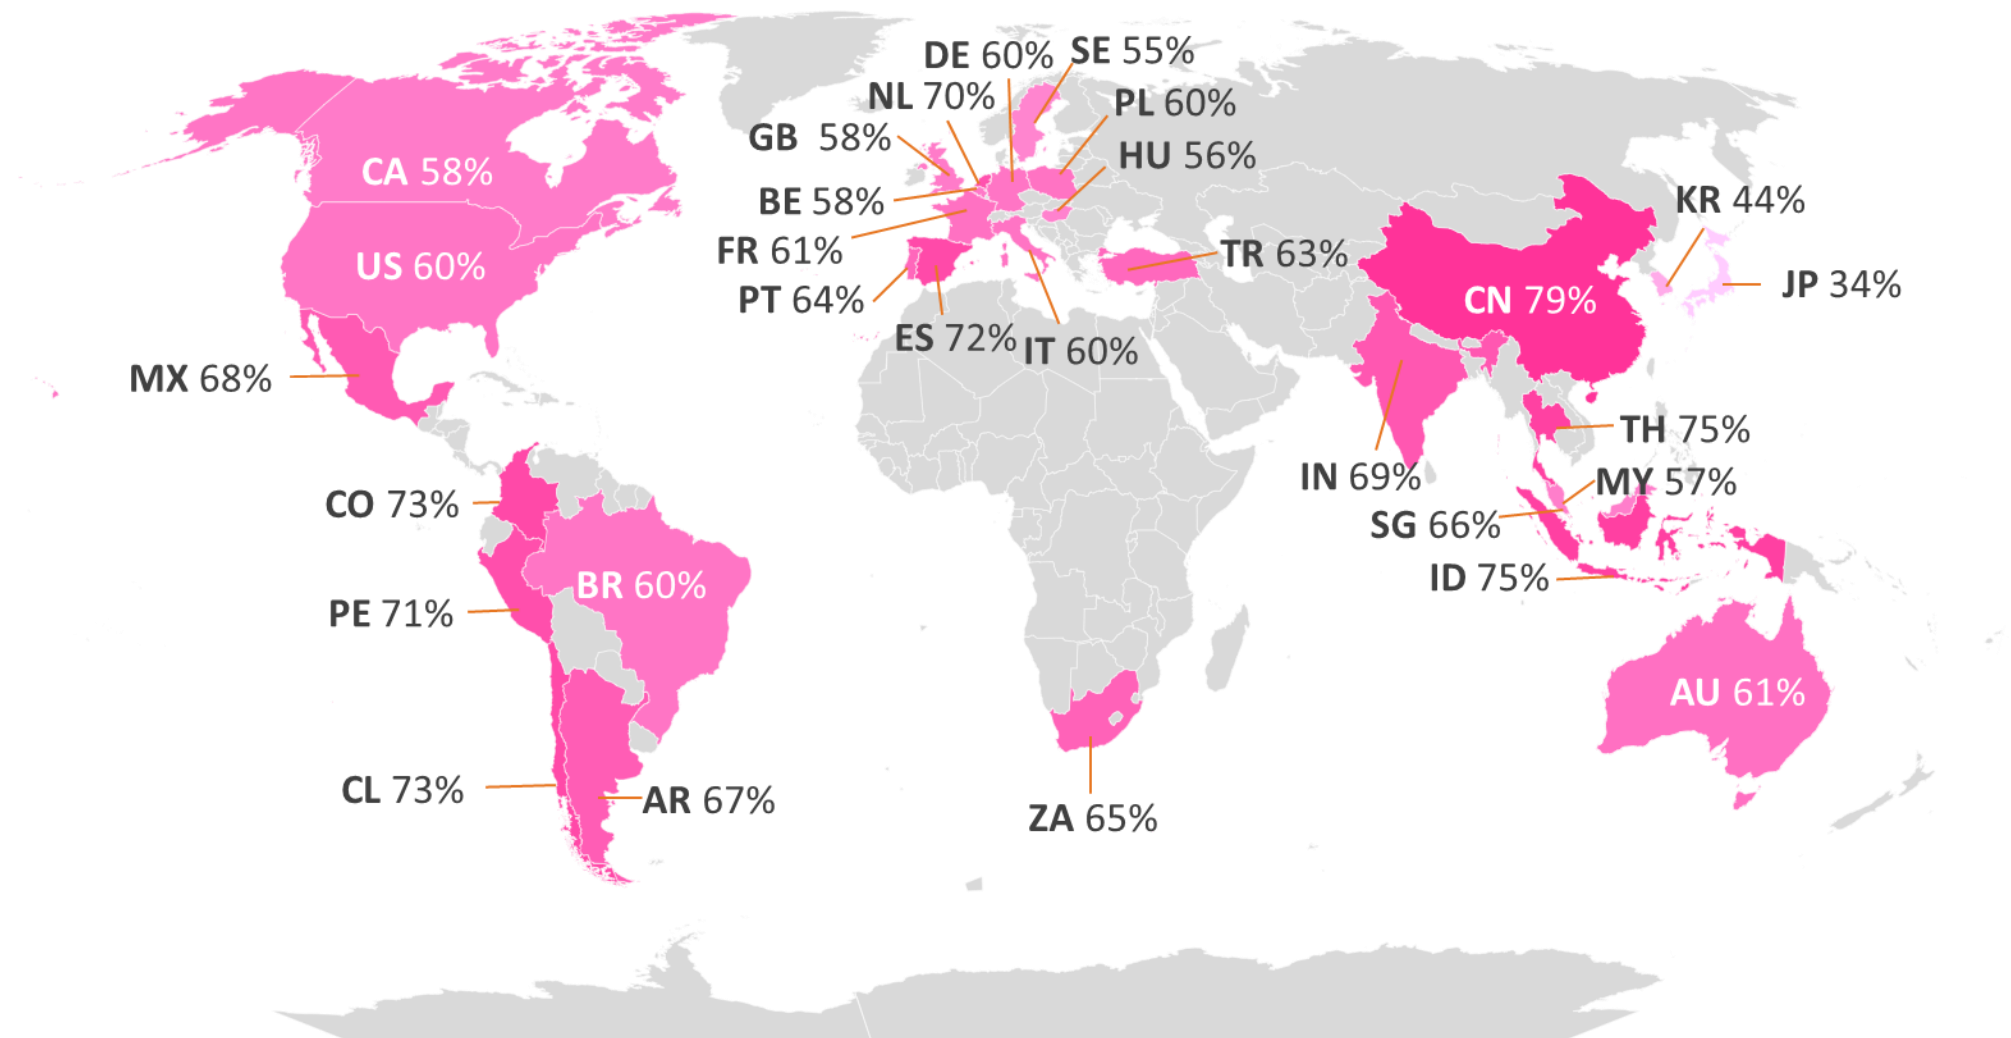 DE 60%
SE 55%
NL 70%
PL 60%
GB 58%
HU 56%
CA 58%
BE 58%
KR 44%
FR 61%
TR 63%
US 60%
JP 34%
PT 64%
CN 79%
ES 72%
IT 60%
MX 68%
TH 75%
IN 69%
MY 57%
CO 73%
SG 66%
ID 75%
BR 60%
PE 71%
AU 61%
CL 73%
AR 67%
ZA 65%